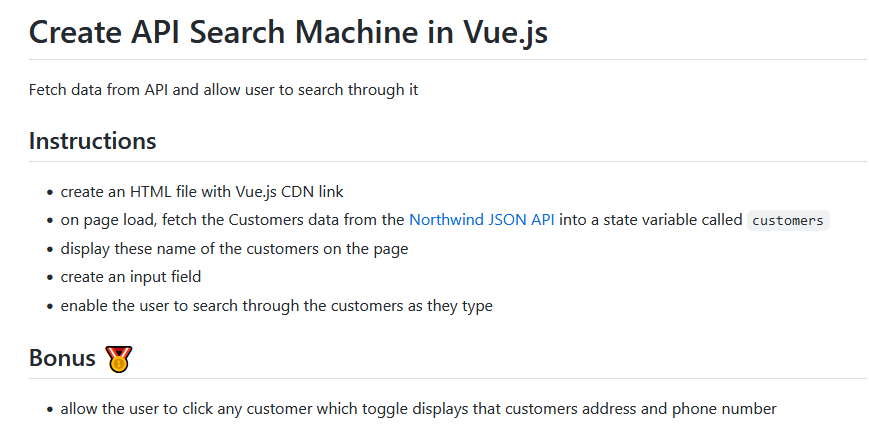 Create API Search Machine in Vue.js
Fetch data from API and allow user to search through it
Instructions
• create an HTML file with Vue.js CDN link
• on page load, fetch the Customers data from the Northwind JSON API into a state variable called customers
• display these name of the customers on the page
• create an input field
• enable the user to search through the customers as they type
Bonus 🏅
• allow the user to click any customer which toggle displays that customers address and phone number